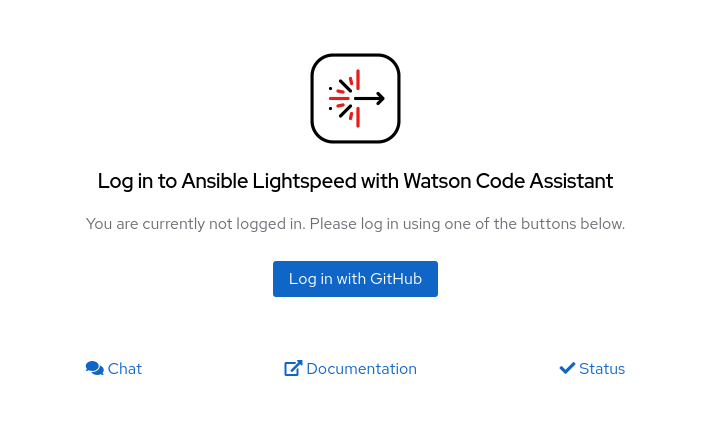 Log in to Ansible Lightspeed with Watson Code Assistant
You are currently not logged in. Please log in using one of the buttons below.
Log in with GitHub
Chat
Documentation
Status